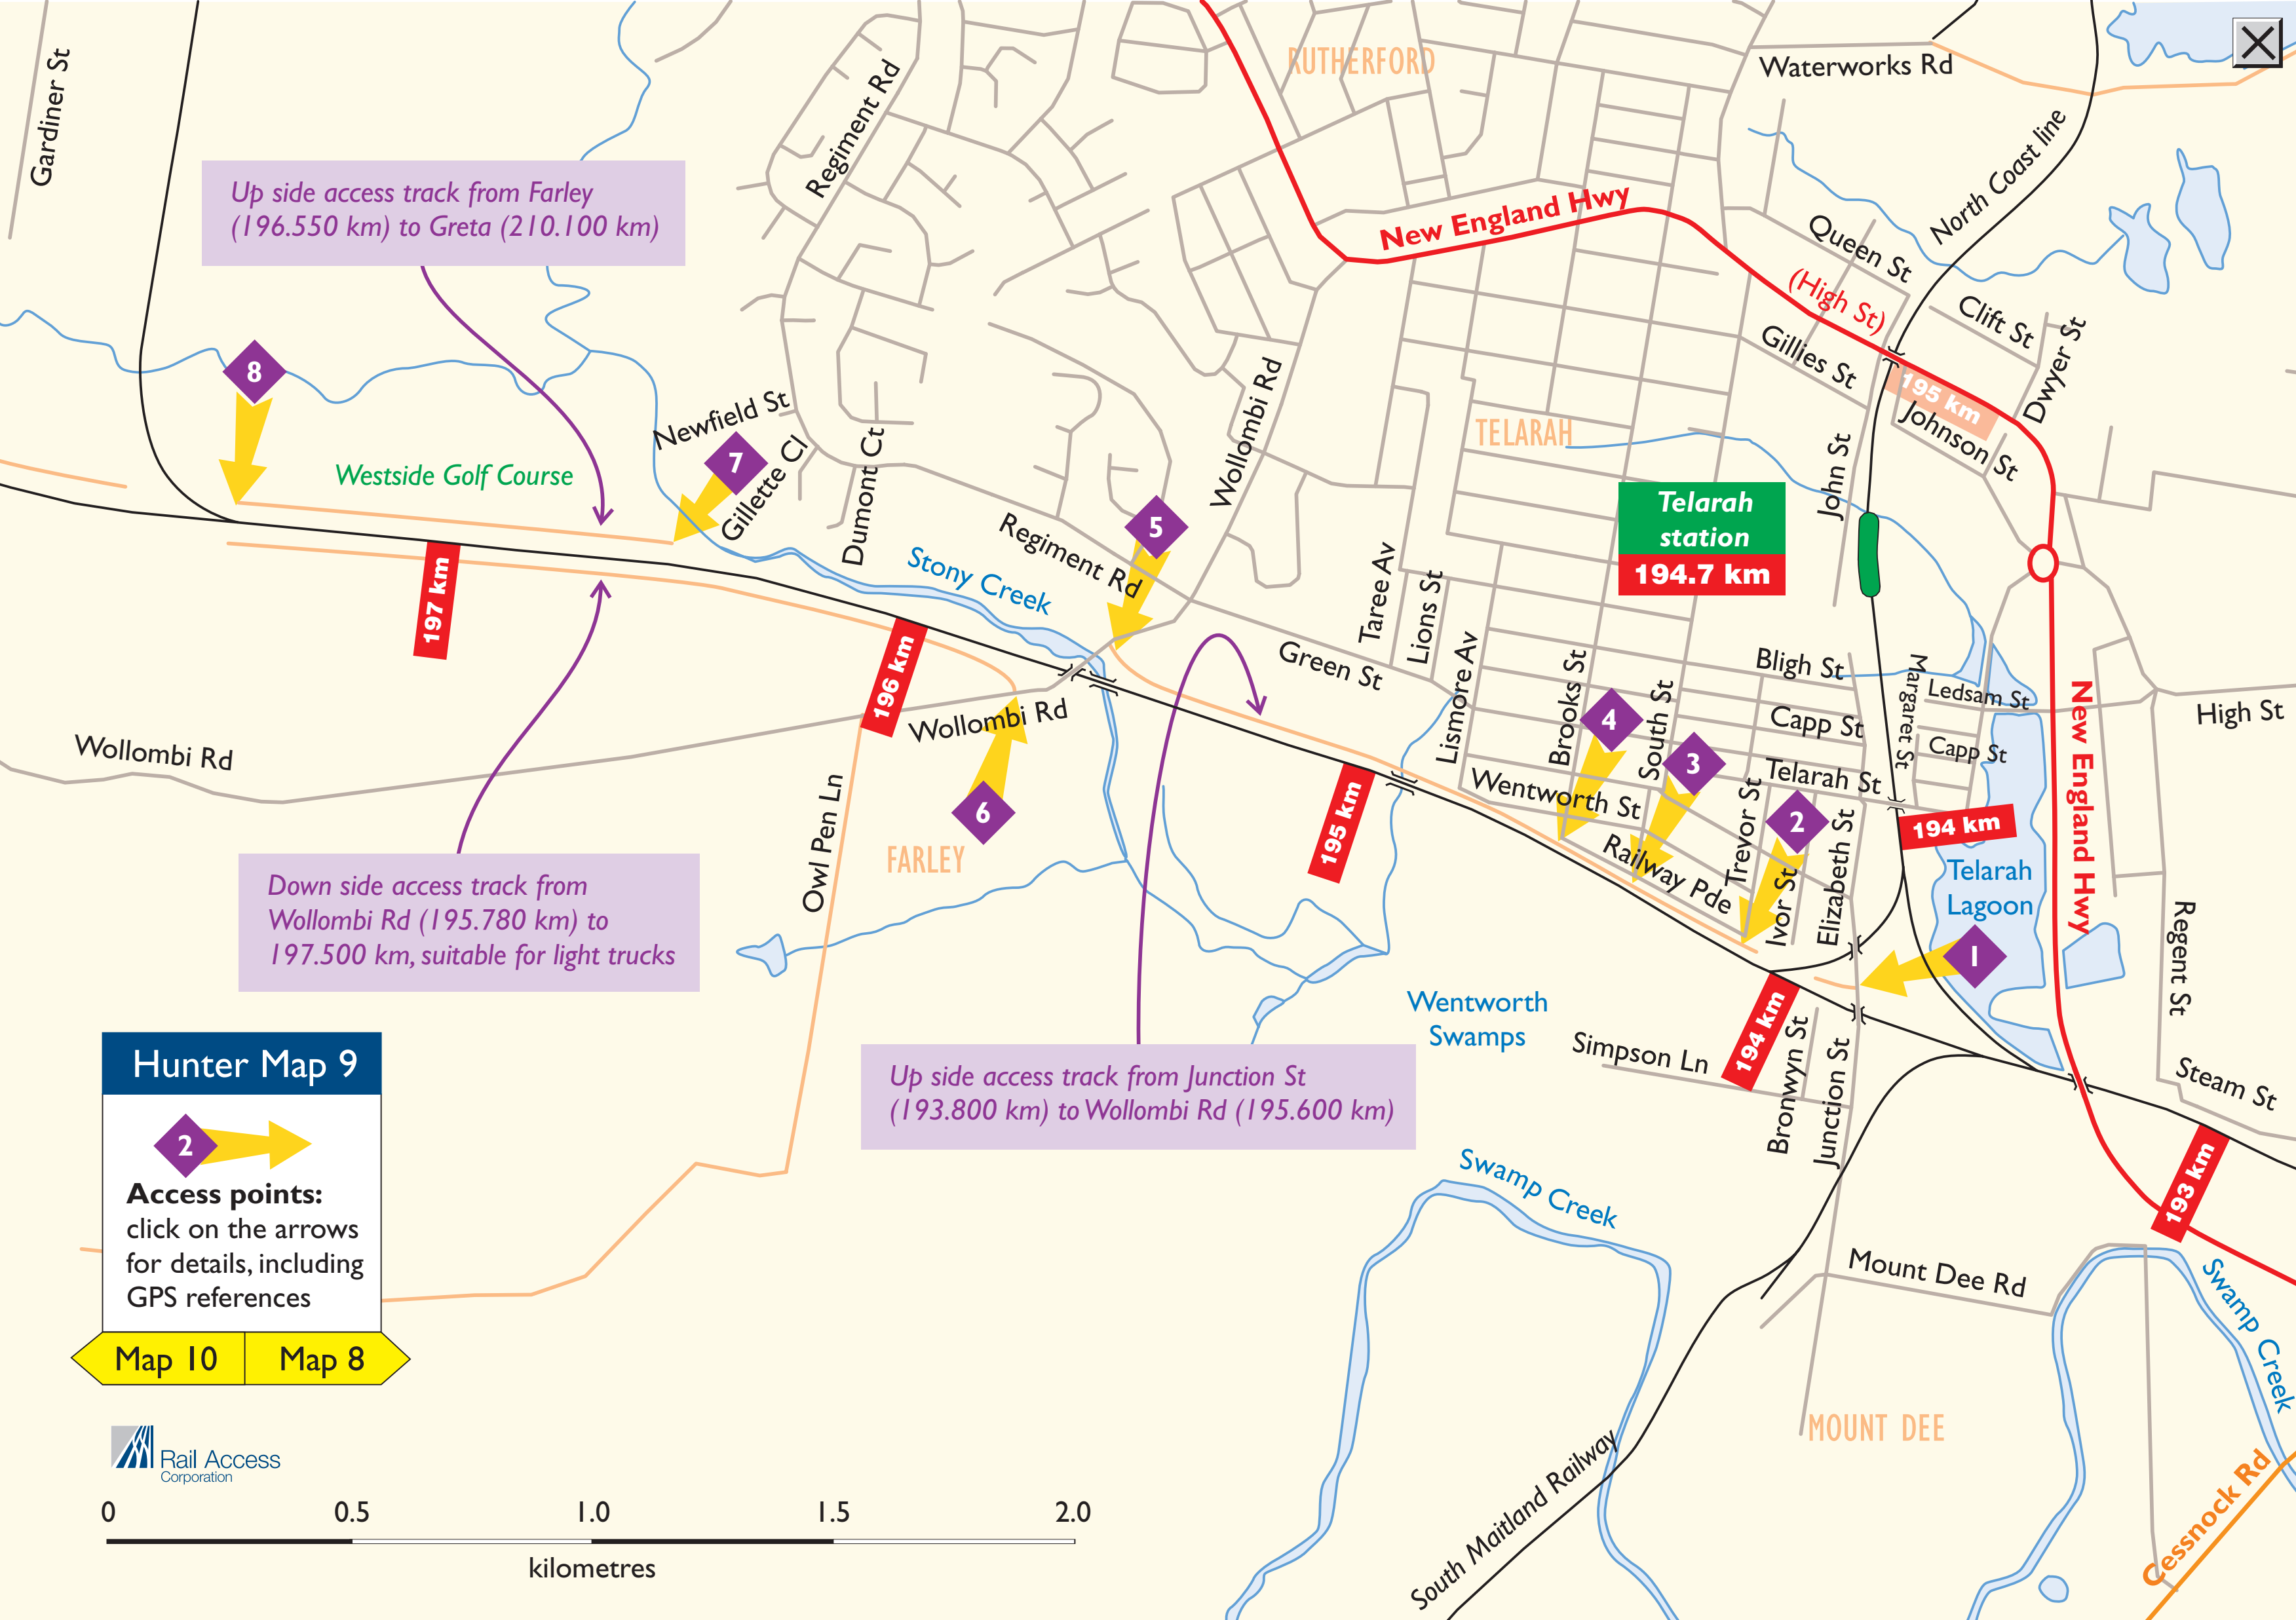 Gardiner St
Regiment Rd
RUTHERFORD
Waterworks Rd
North Coast line
Up side access track from Farley
(196.550 km) to Greta (210.100 km)
New England Hwy
(High St)
Queen St
Clift St
Dwyer St
Gillies St
195 km
Johnson St
8
Westside Golf Course
Newfield St
7
Gillette Cl
Dumont Ct
Wollombi Rd
TELARAH
John St
Telarah
station
194.7 km
5
Regiment Rd
Stony Creek
197 km
196 km
Taree Av
Lions St
Green St
Lismore Av
Brooks St
4
South St
3
Bligh St
Capp St
Telarah St
Margaret St
Ledsam St
Capp St
High St
New England Hwy
Wollombi Rd
Wollombi Rd
6
FARLEY
Owl Pen Ln
195 km
Wentworth St
Railway Pde
Trevor St
2
Ivor St
Elizabeth St
194 km
Telarah
Lagoon
1
Regent St
Down side access track from
Wollombi Rd (195.780 km) to
197.500 km, suitable for light trucks
Wentworth
Swamps
194 km
Simpson Ln
Bronwyn St
Junction St
Steam St
193 km
Up side access track from Junction St
(193.800 km) to Wollombi Rd (195.600 km)
Hunter Map 9
2
Access points:
click on the arrows
for details, including
GPS references
Map 10
Map 8
Swamp Creek
Mount Dee Rd
Swamp Creek
MOUNT DEE
South Maitland Railway
Cessnock Rd
Rail Access
Corporation
0 0.5 1.0 1.5 2.0
kilometres